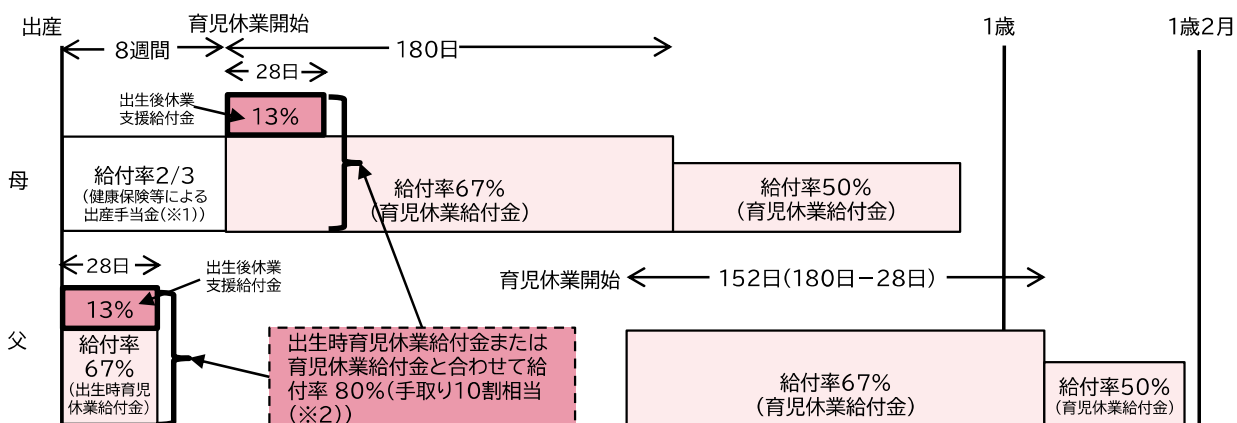 出産
育児休業開始
1歳
1歳2月
8週間
180日
28日
出生後休業
支援給付金
13%
母
給付率2/3
(健康保険等による
出産手当金(※1))
給付率67%
(育児休業給付金)
給付率50%
(育児休業給付金)
28日
出生後休業
支援給付金
育児休業開始
152日(180日−28日)
13%
父
給付率
67%
(出生時育児
休業給付金)
出生時育児休業給付金または
育児休業給付金と合わせて給
付率 80%(手取り10割相当
(※2))
給付率67%
(育児休業給付金)
給付率50%
(育児休業給付金)